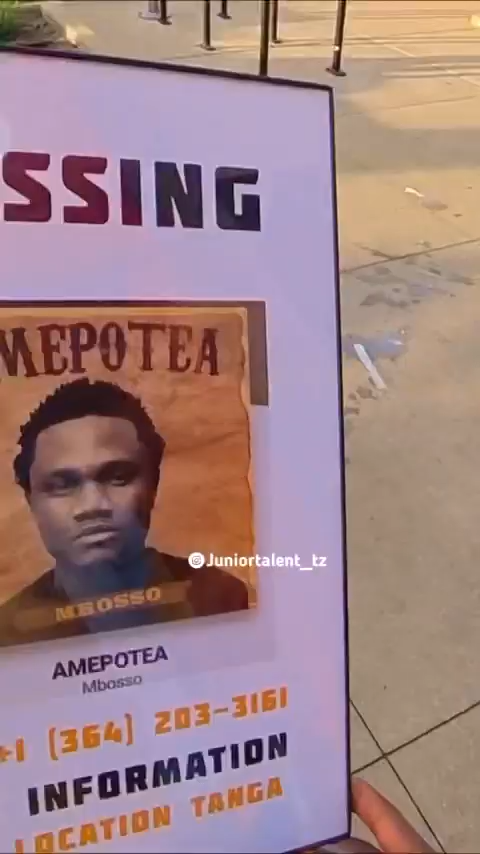 SSING
MEPOTEA
MBOSSO
@Juniortalent_tz
AMEPOTEA
Mbosso
+1 (364) 203-3161
INFORMATION
LOCATION TANGA